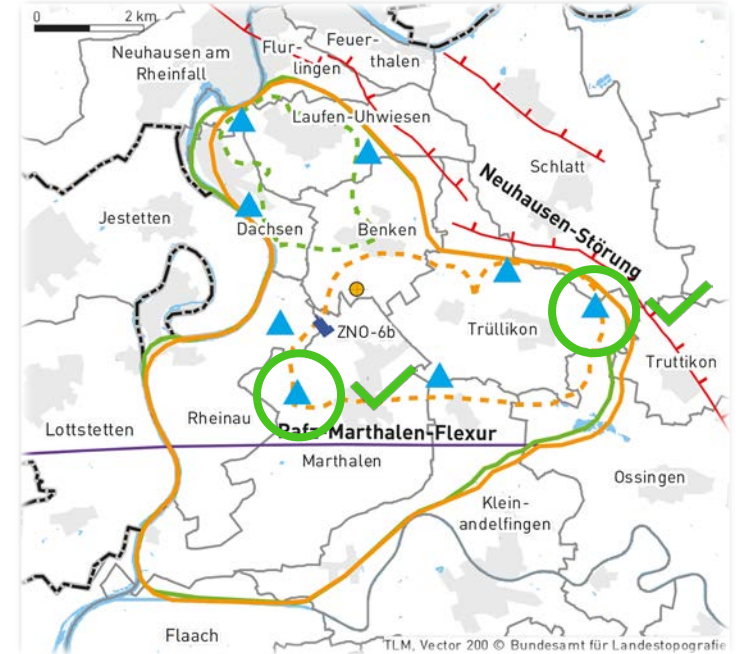 0 2 km
Neuhausen am
Rheinfall
Flur-
lingen
Feuer-
thalen
Laufen-Uhwiesen
Schlatt
Neuhausen-Störung
Jestetten
Dachsen
Benken
ZNO-6b
Trüllikon
Truttikon
Rheinau
Lottstetten
Rafz-Marthalen-Flexur
Marthalen
Ossingen
Klein-
andelfingen
Flaach
TLM, Vector 200 © Bundesamt für Landestopografie